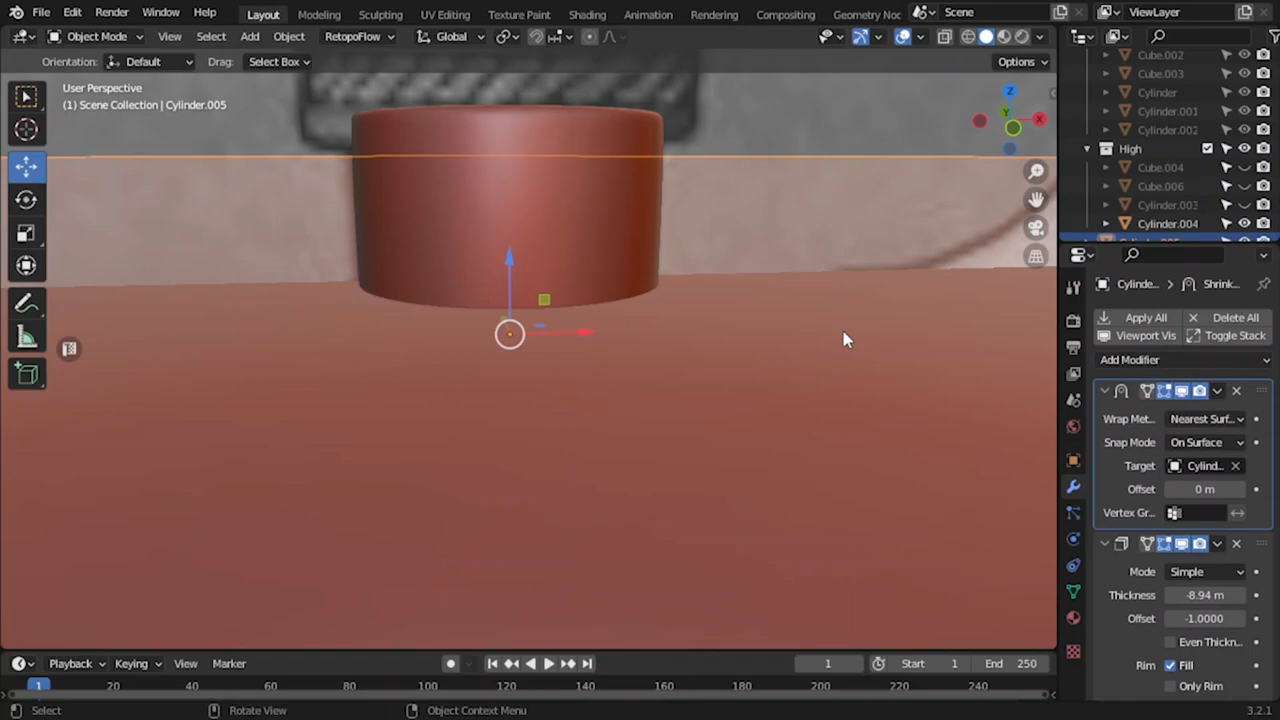 File Edit Render Window Help Layout Modeling Sculpting UV Editing Texture Paint Shading Animation Rendering Compositing Geometry Noc Scene ViewLayer
Object Mode View Select Add Object RetopoFlow Global
Orientation: Default Drag: Select Box Options
User Perspective
(1) Scene Collection | Cylinder.005
Z
Y
X
Cube.002
Cube.003
Cylinder
Cylinder.001
Cylinder.002
High
Cube.004
Cube.006
Cylinder.003
Cylinder.004
Cylinde... > Shrink...
Apply All Delete All
Viewport Vis Toggle Stack
Add Modifier
Wrap Met... Nearest Surf...
Snap Mode On Surface
Target Cylind...
Offset 0 m
Vertex Gr...
Mode Simple
Thickness -8.94 m
Offset -1.0000
Even Thickn...
Rim Fill
Only Rim
Playback Keying View Marker 1 Start 1 End 250
1 20 40 60 80 100 120 140 160 180 200 220 240
Select Rotate View Object Context Menu 3.2.1